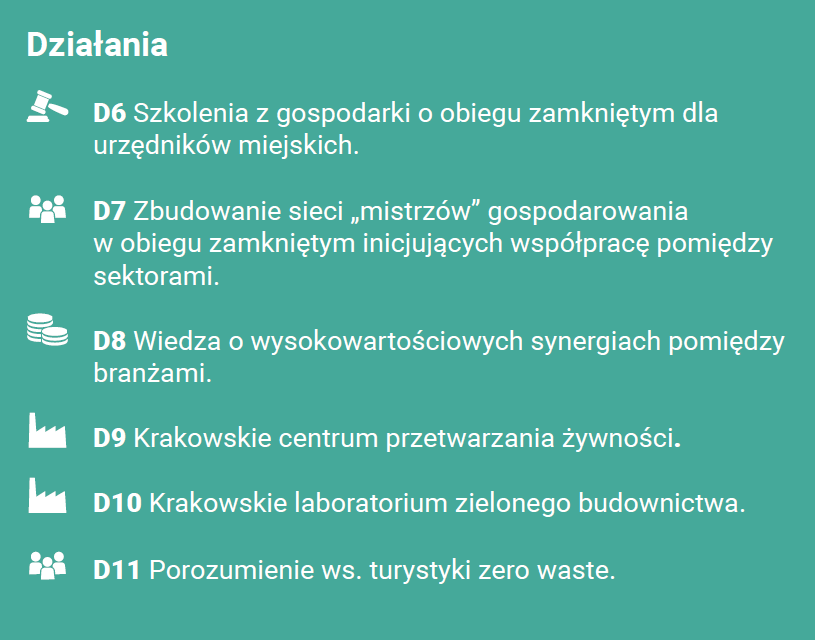 Działania
D6 Szkolenia z gospodarki o obiegu zamkniętym dla
urzędników miejskich.
D7 Zbudowanie sieci „mistrzów” gospodarowania
w obiegu zamkniętym inicjujących współpracę pomiędzy
sektorami.
D8 Wiedza o wysokowartościowych synergiach pomiędzy
branżami.
D9 Krakowskie centrum przetwarzania żywności.
D10 Krakowskie laboratorium zielonego budownictwa.
D11 Porozumienie ws. turystyki zero waste.